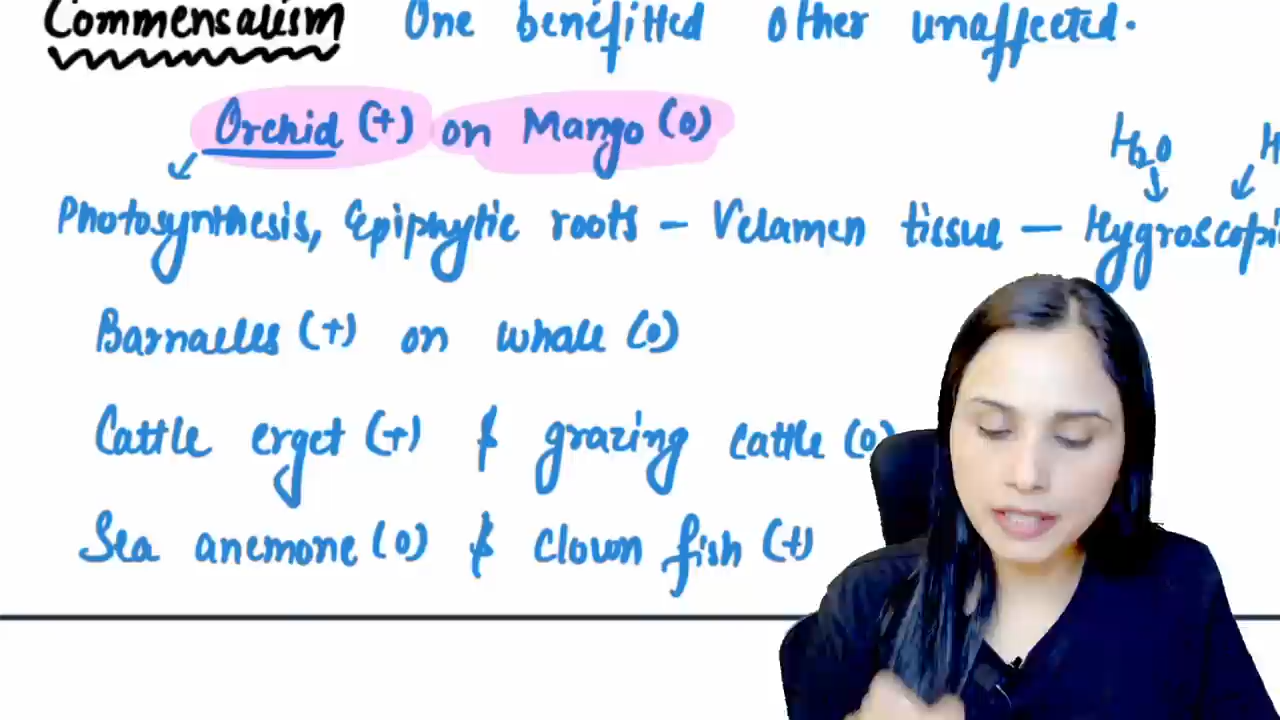 Commensalism One benefitted other unaffected.
Orchid (+) on Mango (0)
H₂O H
Photosynthesis, Epiphytic roots – Velamen tissue – Hygroscopi
Barnacles (+) on whale (0)
Cattle erget (+) & grazing cattle (0)
Sea anemone (0) & clown fish (+)